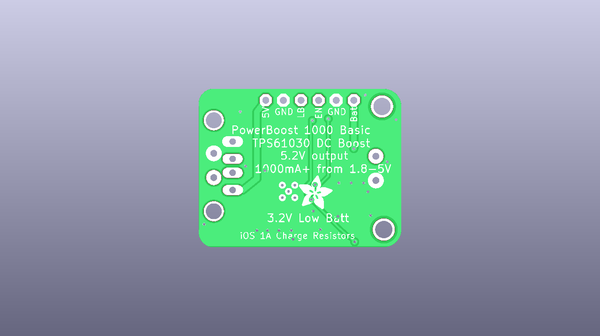 5V GND LB EN GND Bat
PowerBoost 1000 Basic
TPS61030 DC Boost
5.2V output
1000mA+ from 1.8-5V
3.2V Low Batt
iOS 1A Charge Resistors